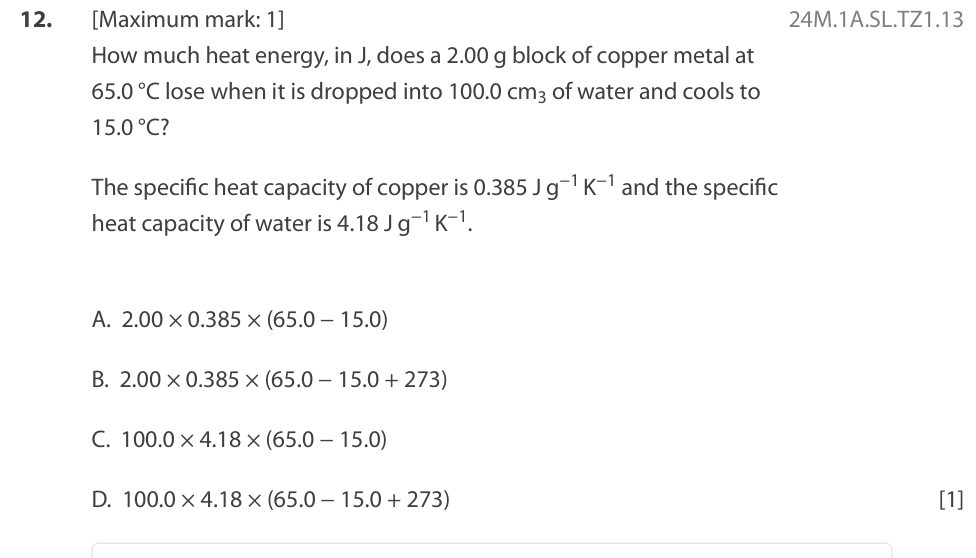 12. [Maximum mark: 1] 24M.1A.SL.TZ1.13
How much heat energy, in J, does a 2.00 g block of copper metal at
65.0 °C lose when it is dropped into 100.0 cm₃ of water and cools to
15.0 °C?
The specific heat capacity of copper is 0.385 J g⁻¹ K⁻¹ and the specific
heat capacity of water is 4.18 J g⁻¹ K⁻¹.
A. 2.00 × 0.385 × (65.0 − 15.0)
B. 2.00 × 0.385 × (65.0 − 15.0 + 273)
C. 100.0 × 4.18 × (65.0 − 15.0)
D. 100.0 × 4.18 × (65.0 − 15.0 + 273) [1]